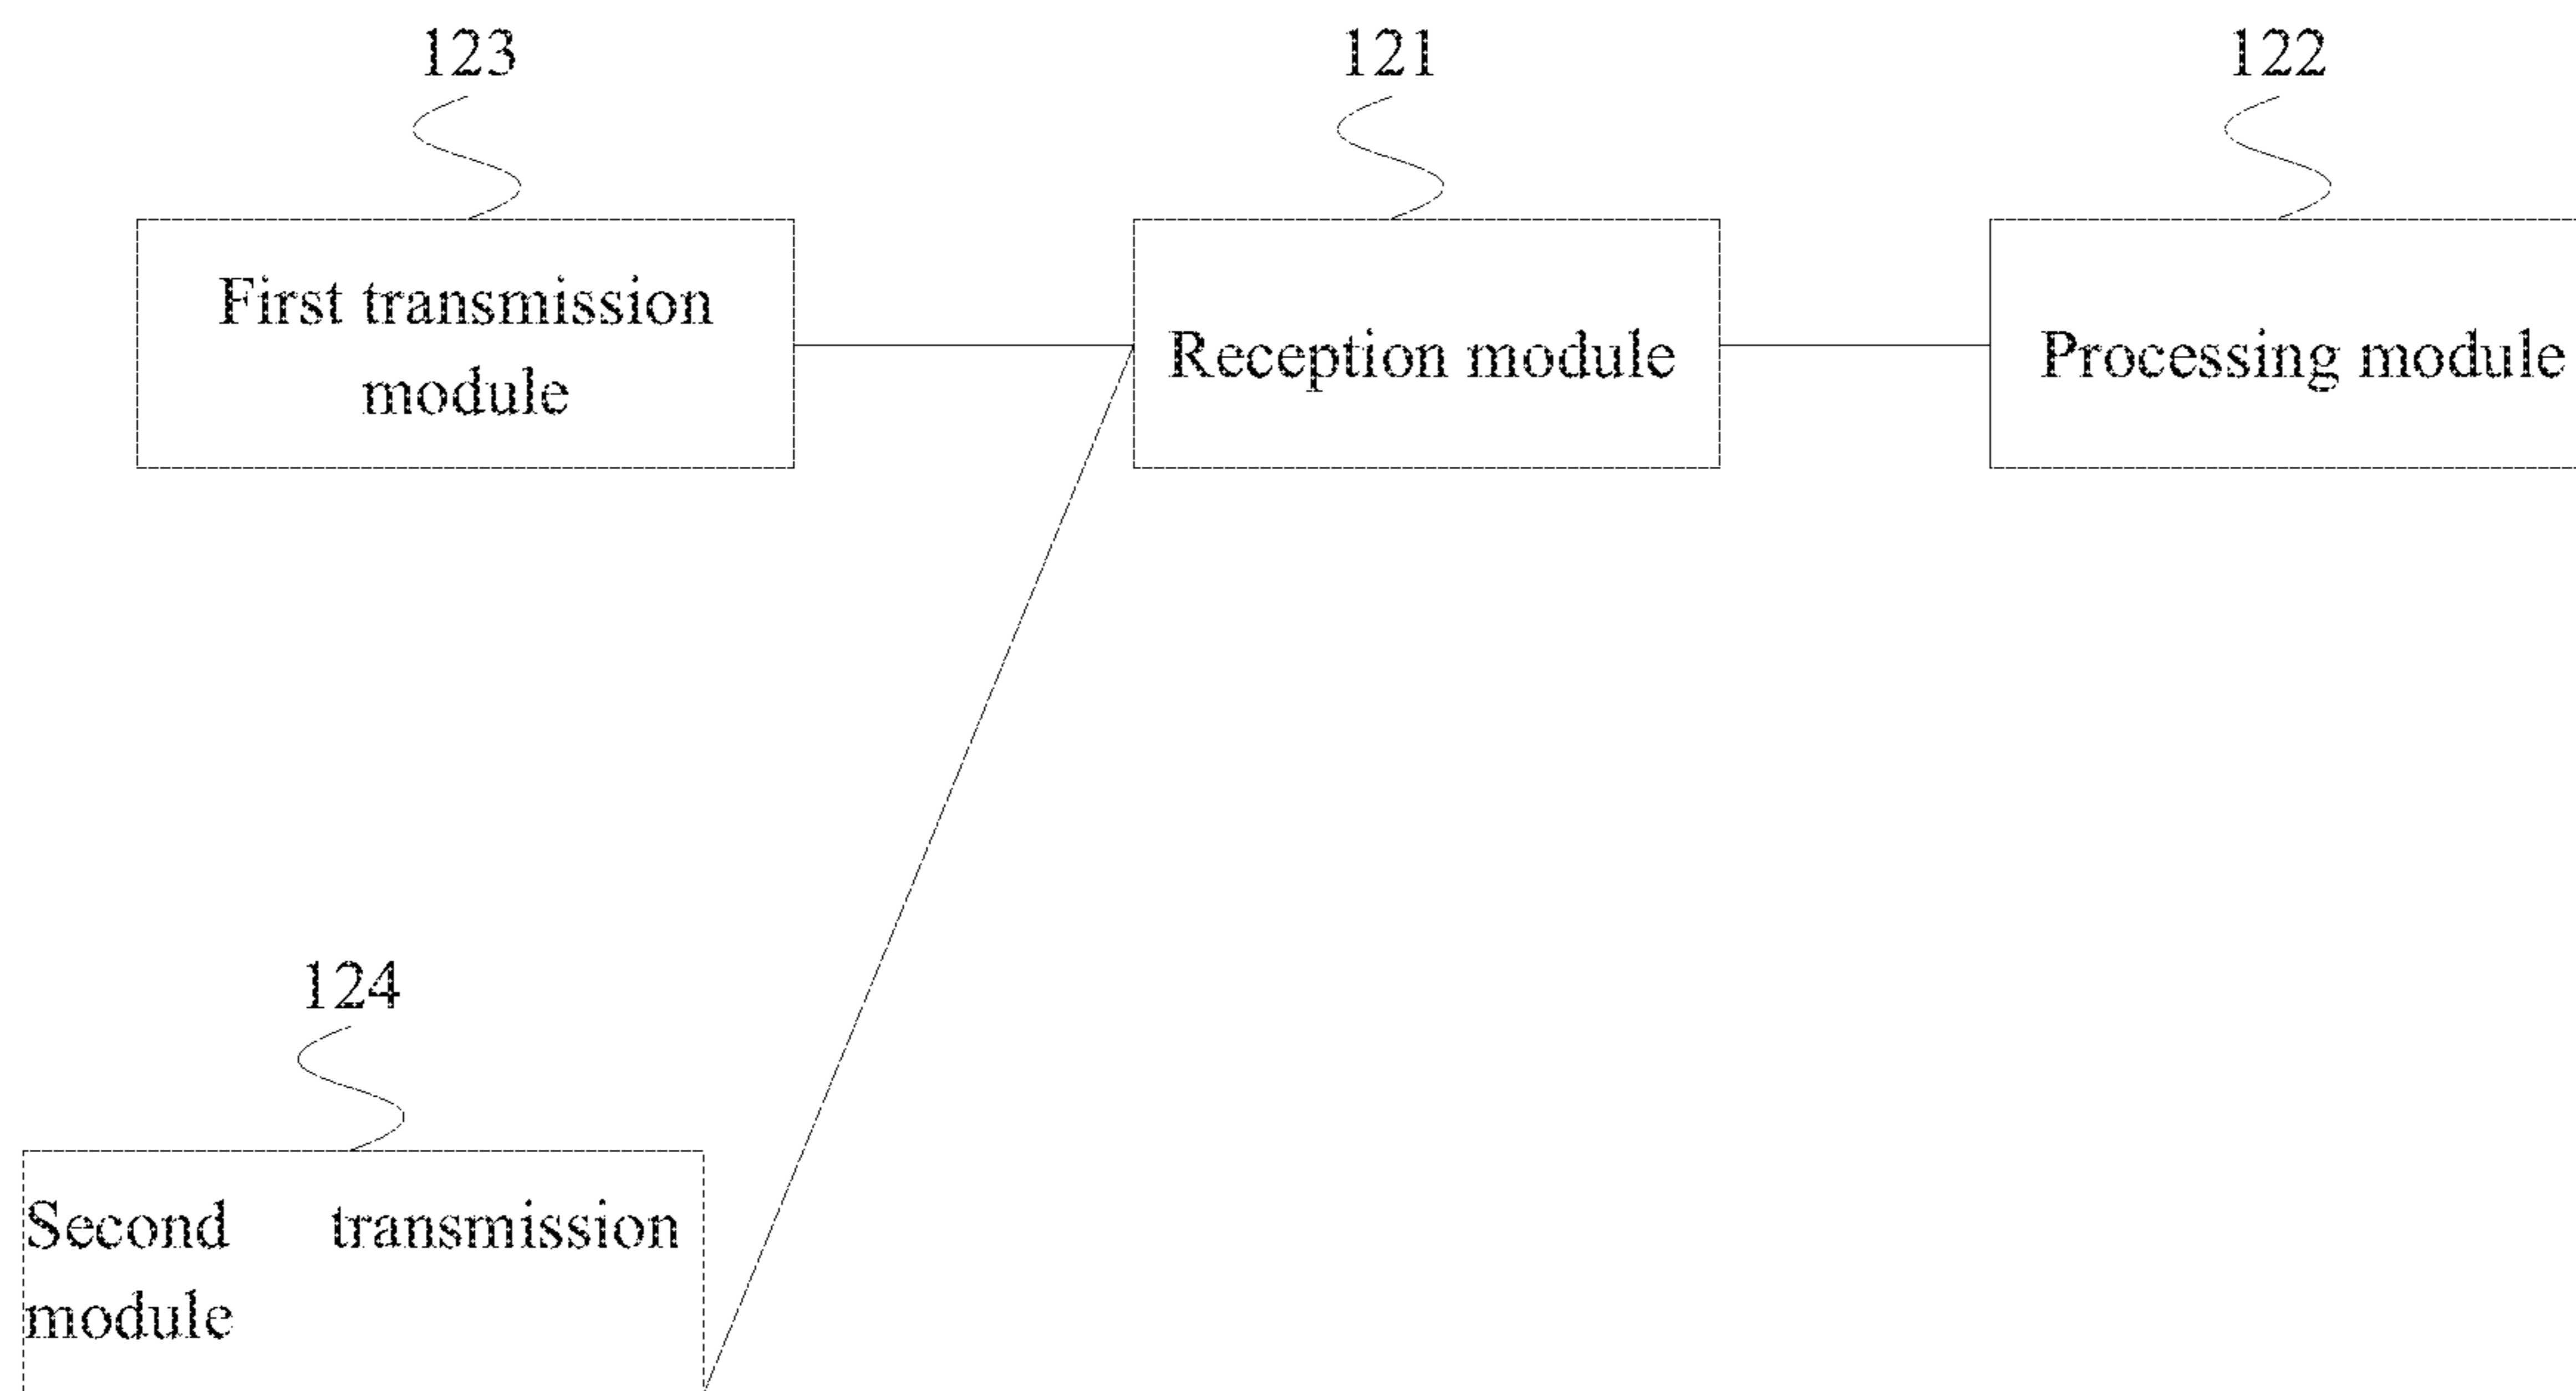 123
121
122
First transmission
module
Reception module
Processing module
124
Second transmission
module